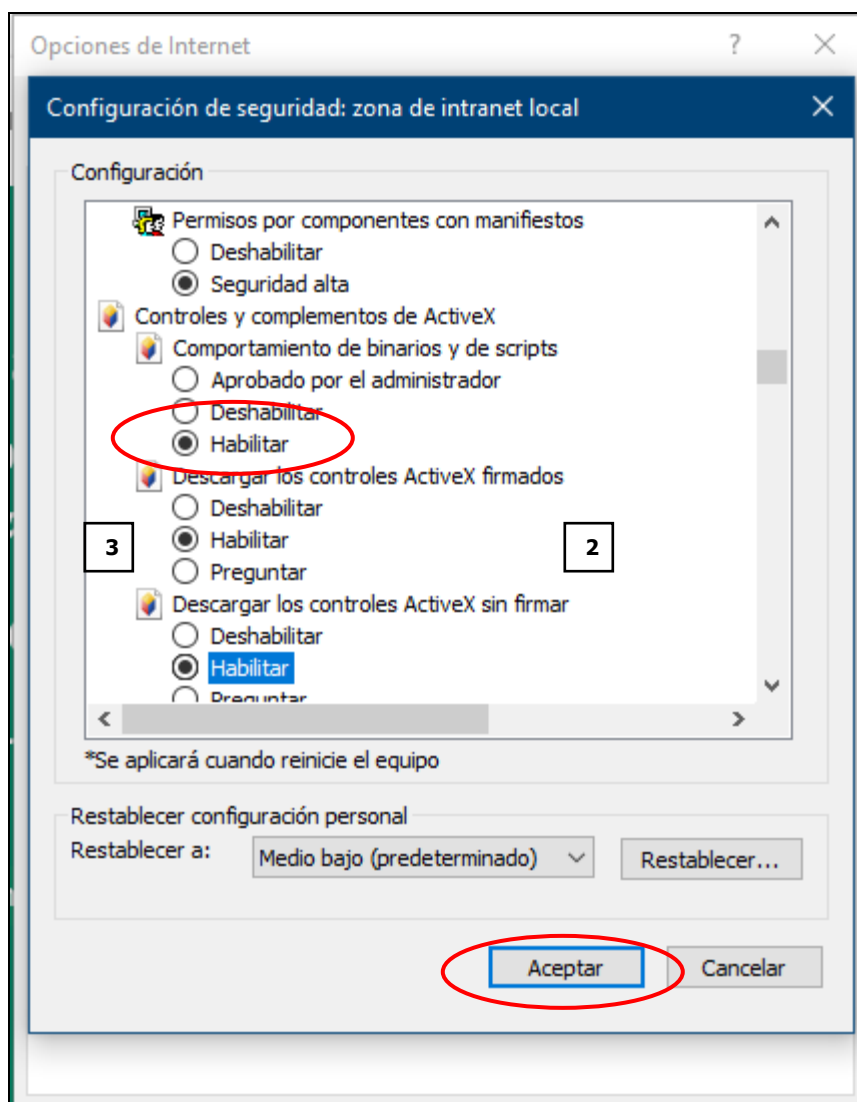 Opciones de Internet
Configuración de seguridad: zona de intranet local
Configuración
Permisos por componentes con manifiestos
Deshabilitar
Seguridad alta
Controles y complementos de ActiveX
Comportamiento de binarios y de scripts
Aprobado por el administrador
Deshabilitar
Habilitar
Descargar los controles ActiveX firmados
Deshabilitar
3 Habilitar 2
Preguntar
Descargar los controles ActiveX sin firmar
Deshabilitar
Habilitar
Preguntar
*Se aplicará cuando reinicie el equipo
Restablecer configuración personal
Restablecer a: Medio bajo (predeterminado) Restablecer...
Aceptar Cancelar